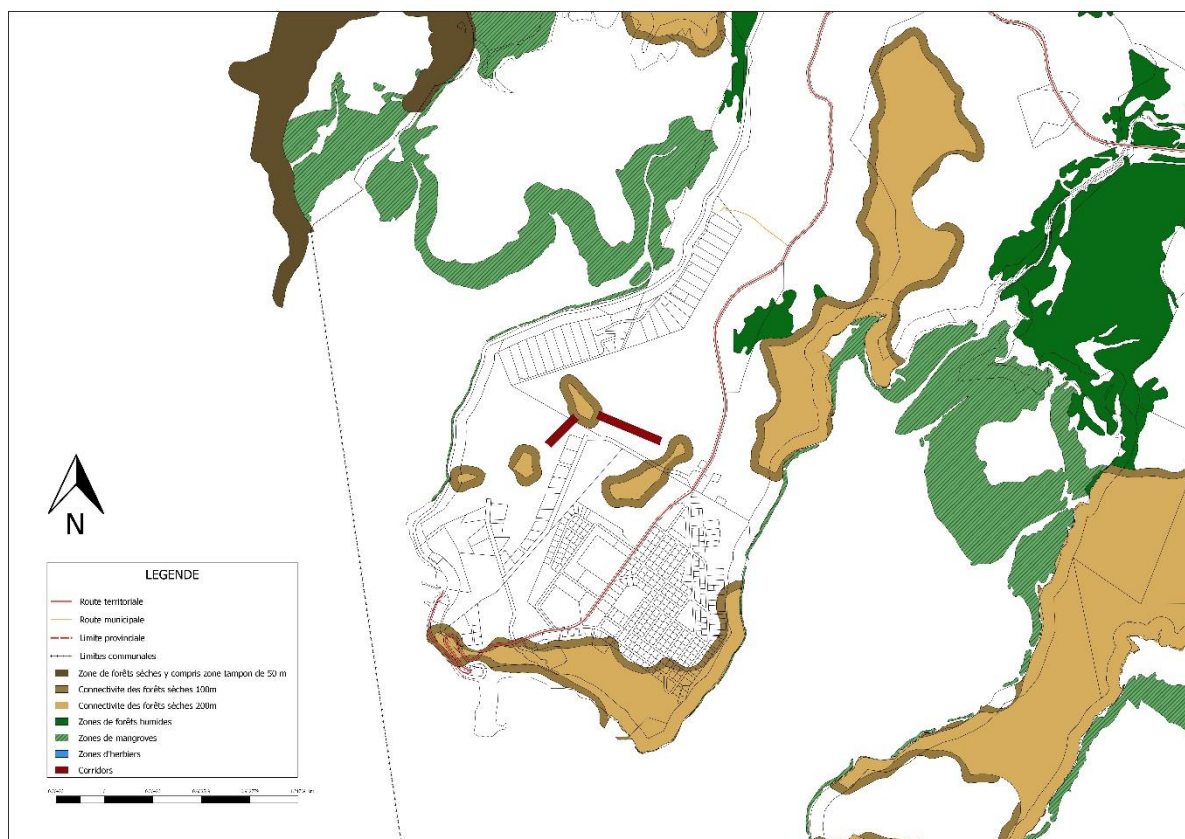 N
LEGENDE
Route territoriale
Route municipale
Limite provinciale
Limites communales
Zone de forêts sèches y compris zone tampon de 50 m
Connectivite des forêts sèches 100m
Connectivite des forêts sèches 200m
Zones de forêts humides
Zones de mangroves
Zones d'herbiers
Corridors